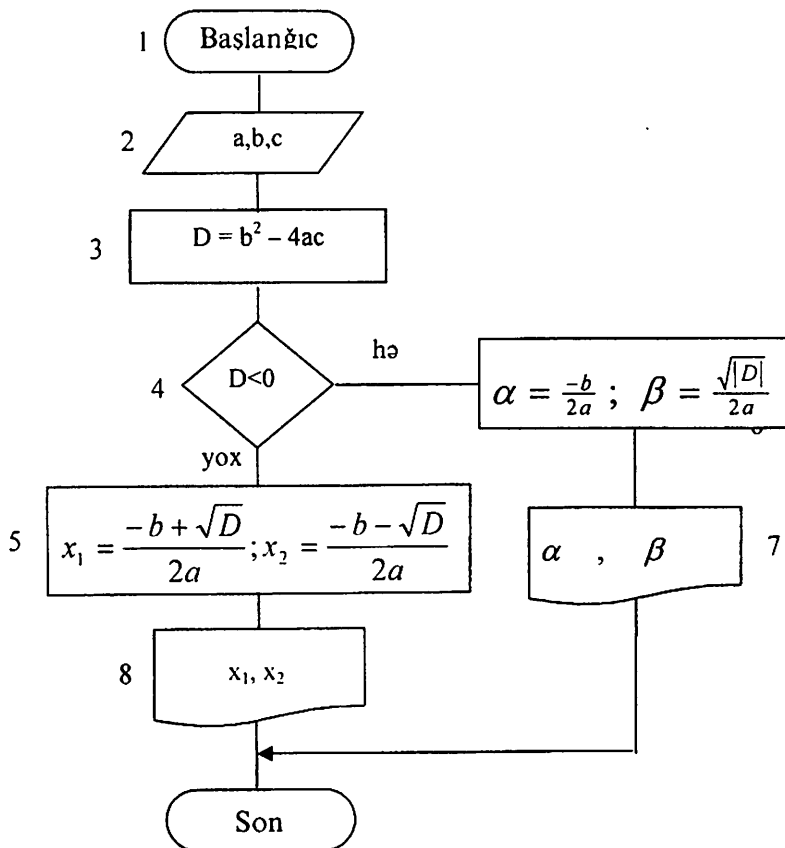 1 Başlanğıc
2 a,b,c
3 D = b² – 4ac
4 D<0
hə
α = -b/2a ; β = √|D|/2a
yox
5 x₁ = (-b + √D)/2a ; x₂ = (-b - √D)/2a
α , β 7
8 x₁, x₂
Son